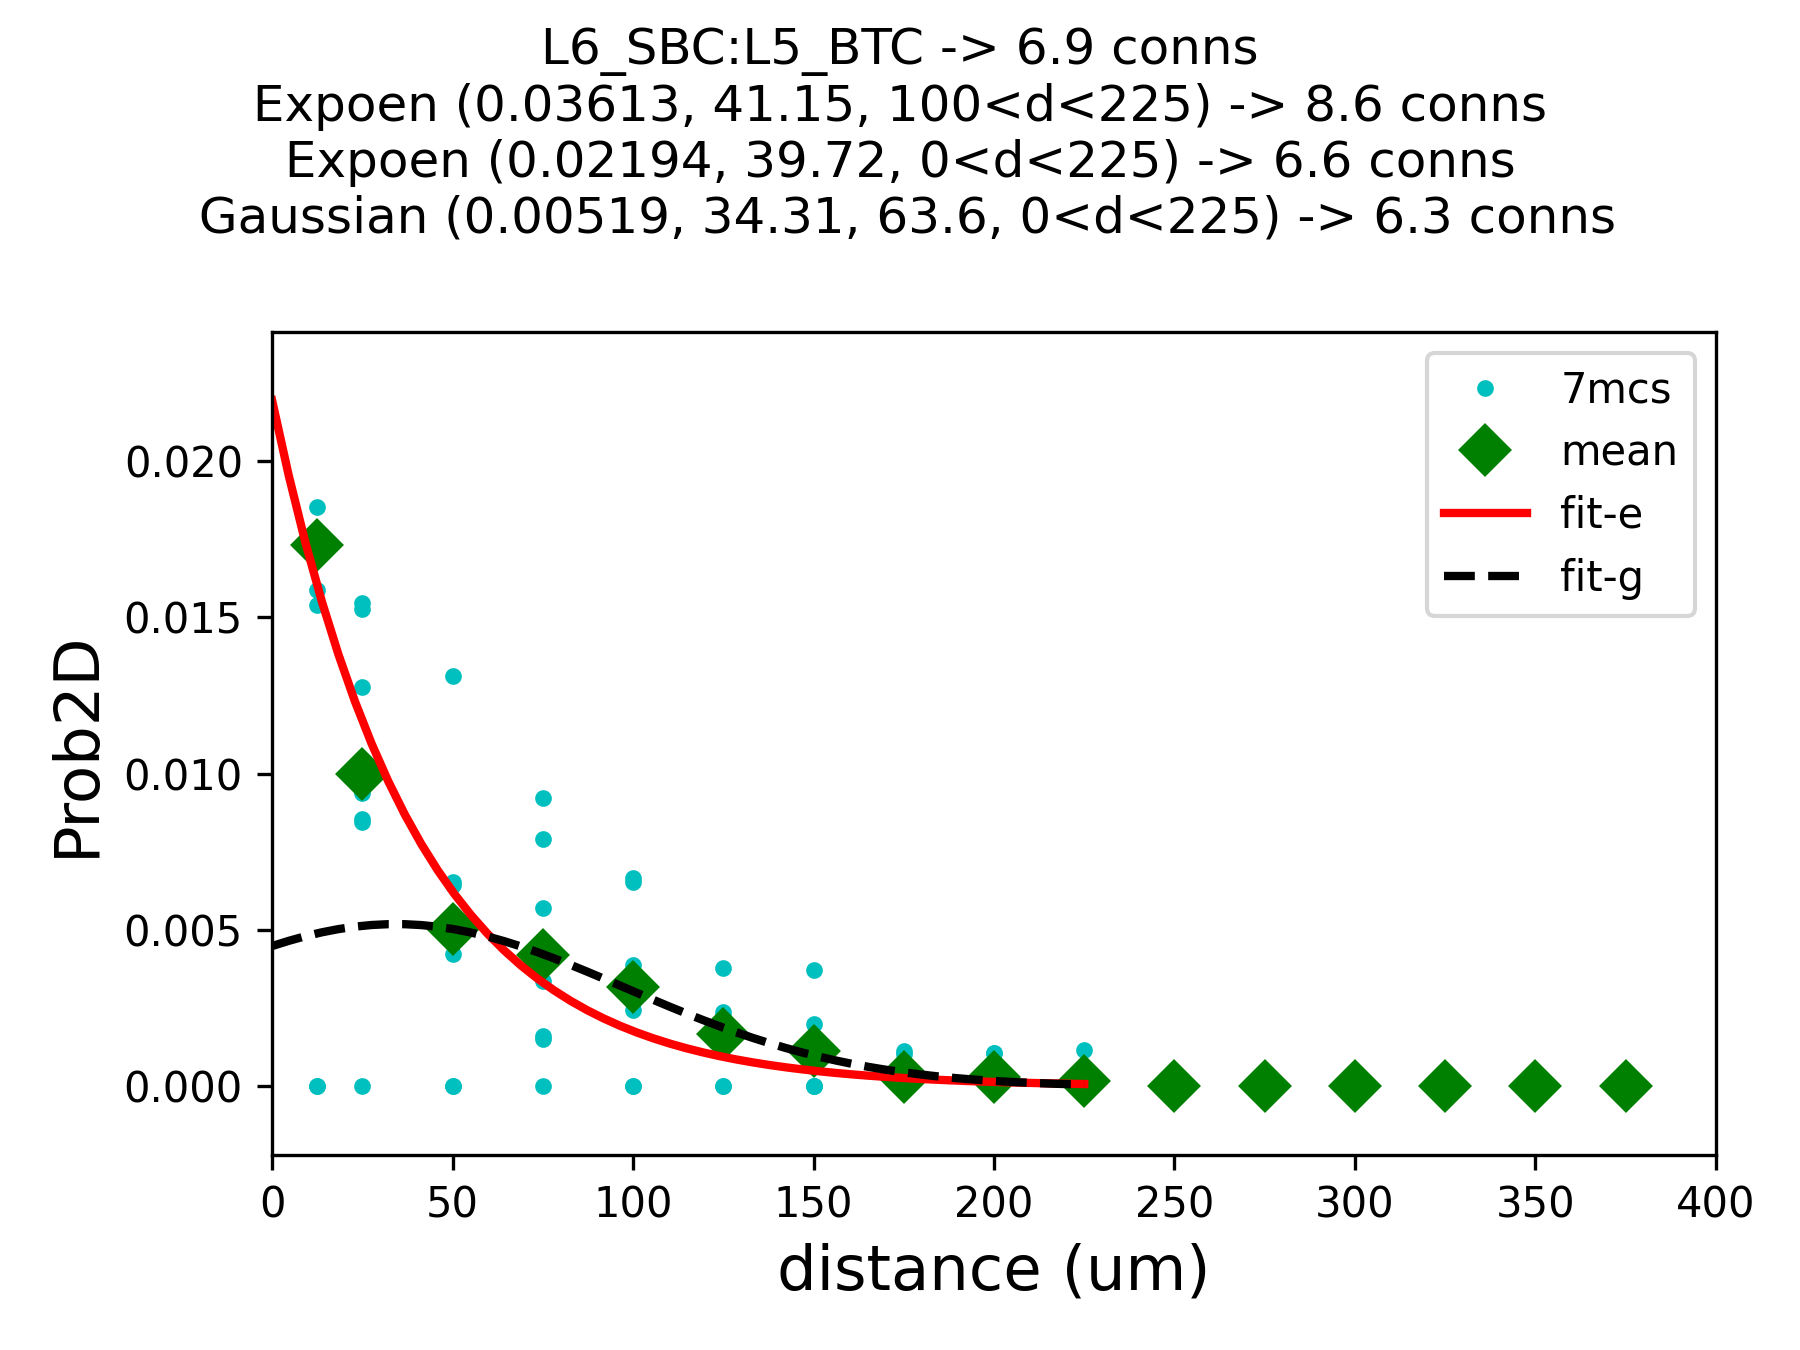 L6_SBC:L5_BTC -> 6.9 conns
Expoen (0.03613, 41.15, 100<d<225) -> 8.6 conns
Expoen (0.02194, 39.72, 0<d<225) -> 6.6 conns
Gaussian (0.00519, 34.31, 63.6, 0<d<225) -> 6.3 conns
7mcs
mean
fit-e
fit-g
Prob2D
0.020
0.015
0.010
0.005
0.000
0 50 100 150 200 250 300 350 400
distance (um)